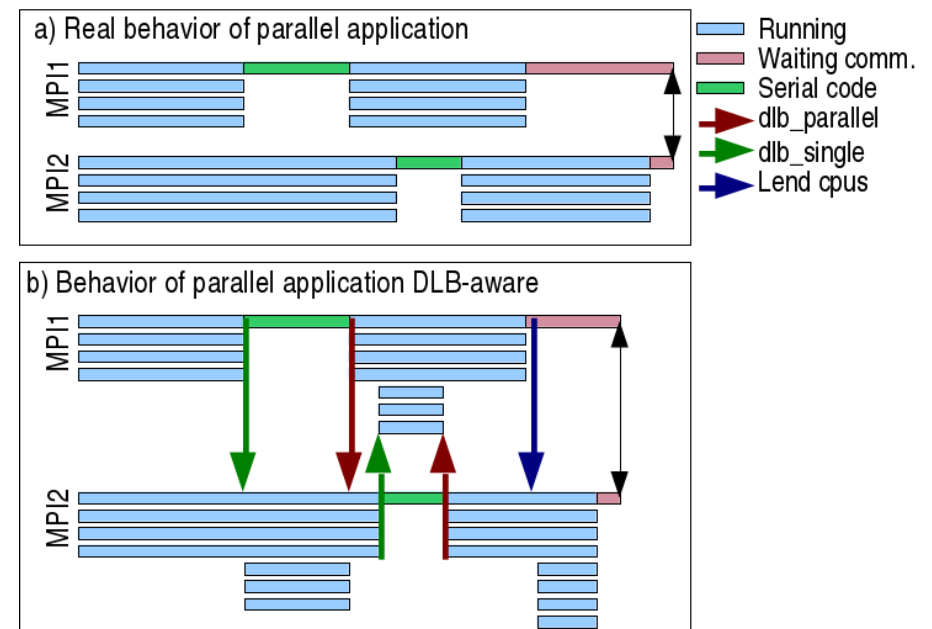 a) Real behavior of parallel application
MPI1
MPI2
Running
Waiting comm.
Serial code
dlb_parallel
dlb_single
Lend cpus
b) Behavior of parallel application DLB-aware
MPI1
MPI2